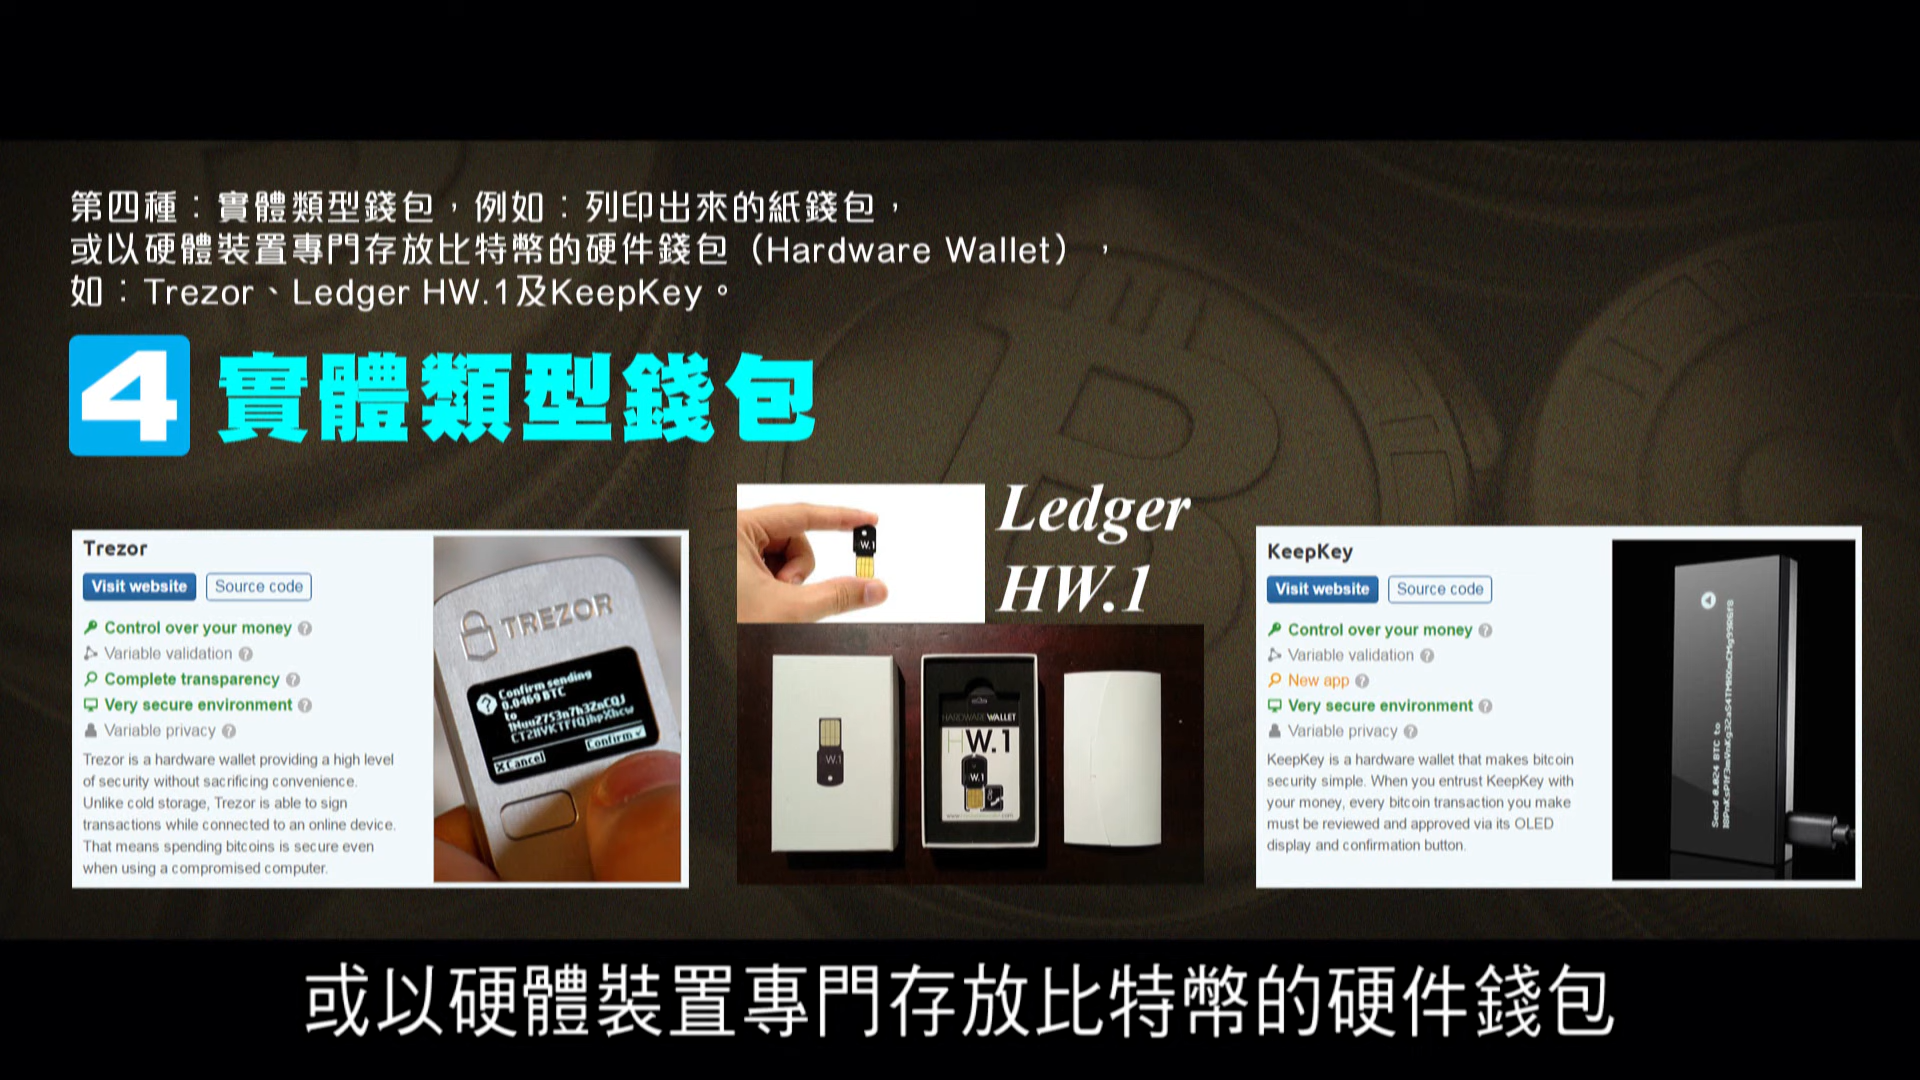 第四種：實體類型錢包，例如：列印出來的紙錢包，
或以硬體裝置專門存放比特幣的硬件錢包（Hardware Wallet），
如：Trezor、Ledger HW.1及KeepKey。
4 實體類型錢包
Trezor
Visit website Source code
Control over your money
Variable validation
Complete transparency
Very secure environment
Variable privacy
Trezor is a hardware wallet providing a high level
of security without sacrificing convenience.
Unlike cold storage, Trezor is able to sign
transactions while connected to an online device.
That means spending bitcoins is secure even
when using a compromised computer.
TREZOR
Confirm sending
0.0469 BTC
to
Cancel
Confirm
Ledger
HW.1
W.1
W.1
HARDWARE WALLET
HW.1
W.1
KeepKey
Visit website Source code
Control over your money
Variable validation
New app
Very secure environment
Variable privacy
KeepKey is a hardware wallet that makes bitcoin
security simple. When you entrust KeepKey with
your money, every bitcoin transaction you make
must be reviewed and approved via its OLED
display and confirmation button.
Send 0.024 BTC to
或以硬體裝置專門存放比特幣的硬件錢包